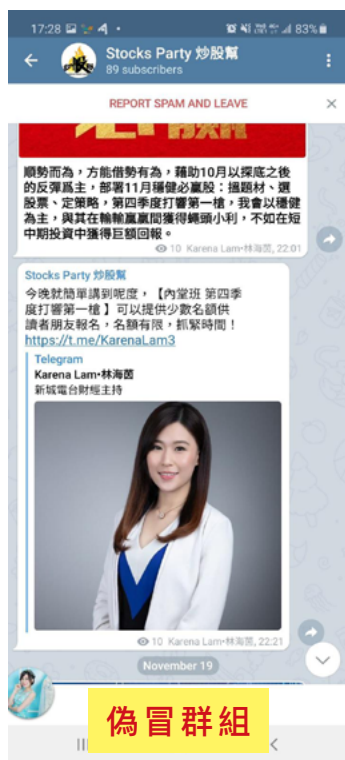 17:28
83%
Stocks Party 炒股幫
89 subscribers
REPORT SPAM AND LEAVE
順勢而為，方能借勢有為，藉助10月以探底之後
的反彈爲主，部署11月穩健必贏股：搵題材、選
股票、定策略，第四季度打響第一槍，我會以穩健
為主，與其在輸輸贏贏間獲得蠅頭小利，不如在短
中期投資中獲得巨額回報。
10 Karena Lam•林海茵, 22:01
Stocks Party 炒股幫
今晚就簡單講到呢度，【內堂班 第四季
度打響第一槍 】可以提供少數名額供
讀者朋友報名，名額有限，抓緊時間！
https://t.me/KarenaLam3
Telegram
Karena Lam•林海茵
新城電台財經主持
10 Karena Lam•林海茵, 22:21
November 19
偽冒群組